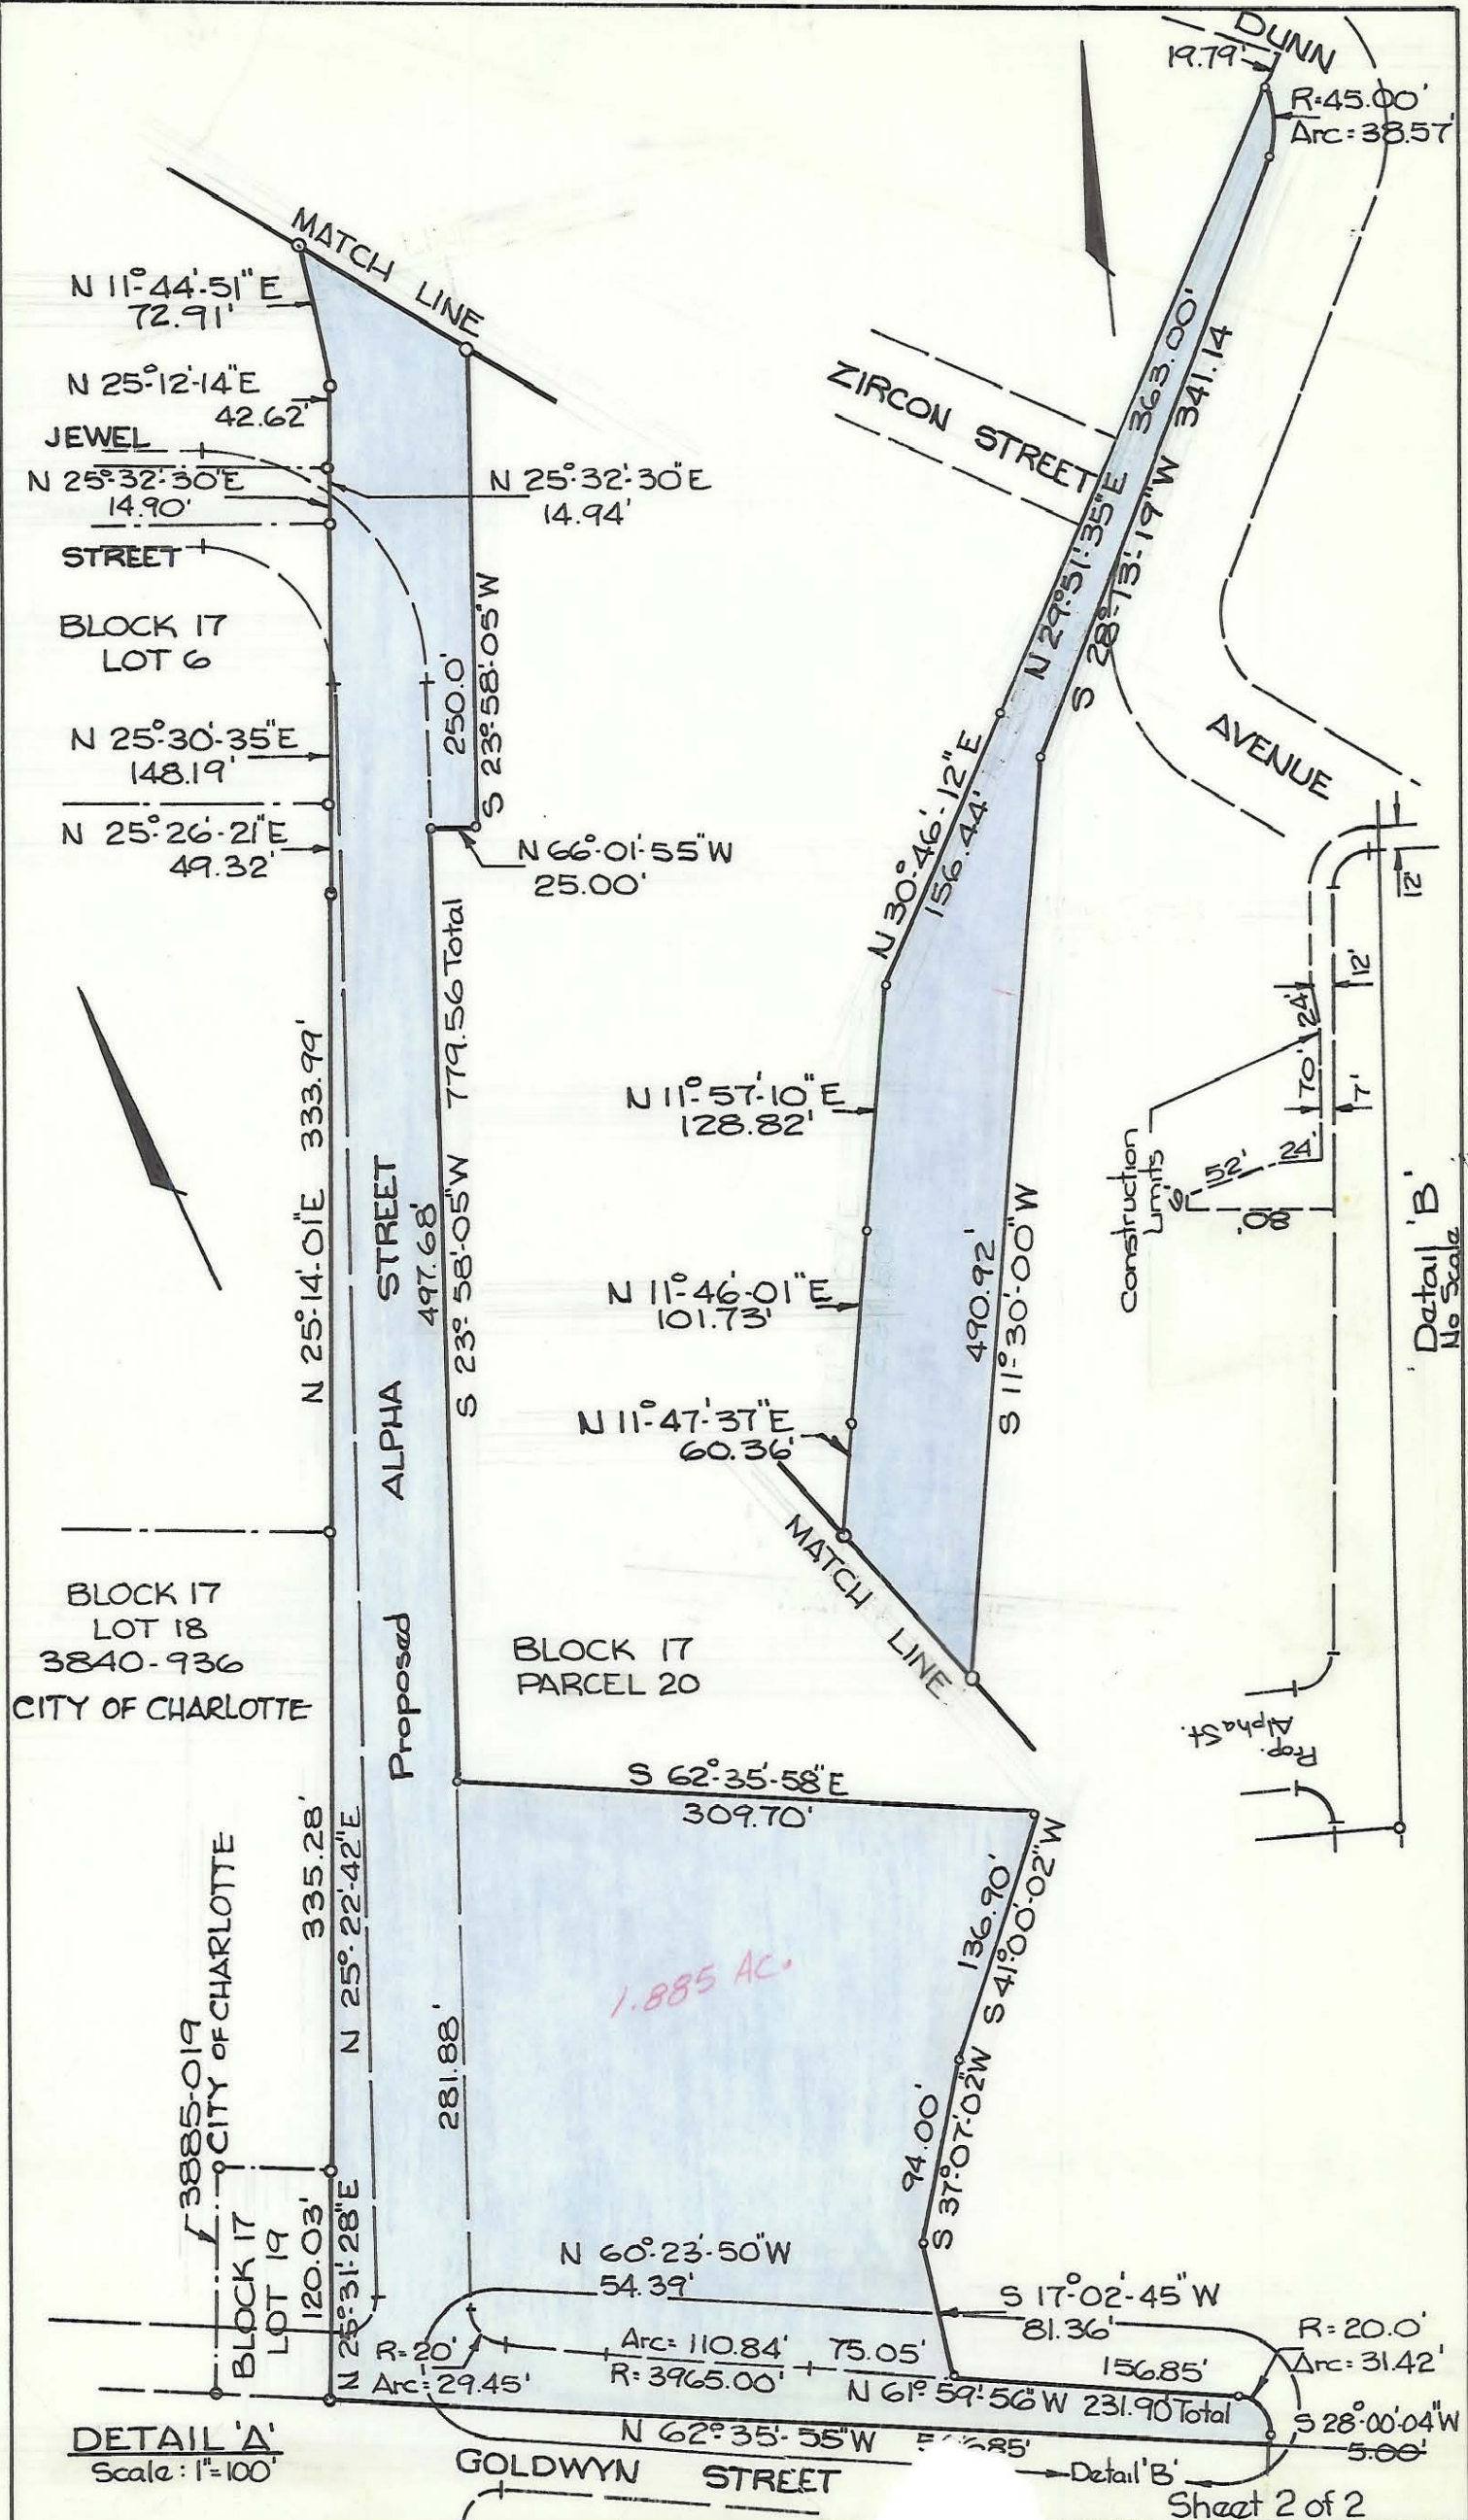 DUNN
19.79'
R=45.00'
Arc=38.57'
MATCH LINE
N 11°-44'-51"E
72.91'
N 25°-12'-14"E
42.62'
JEWEL
N 25°-32'-30"E
14.90'
STREET
N 25°-32'-30"E
14.94'
BLOCK 17
LOT 6
250.0'
S 23°-58'-05"W
N 25°-30'-35"E
148.19'
N 25°-26'-21"E
49.32'
N 66°-01'-55"W
25.00'
ZIRCON STREET
N 29°-51'-35"E 363.00'
S 28°-13'-19"W 341.14
AVENUE
N 30°-46'-12"E
156.44'
12'
12'
24'
70'
7'
24'
52'
6'
80'
Construction
Limits
Detail 'B'
No Scale
Prop.
Alpha St.
N 25°-14'-01"E 333.99'
Proposed ALPHA STREET
497.68'
S 23°-58'-05"W 779.56 Total
N 11°-57'-10"E
128.82'
N 11°-46'-01"E
101.73'
N 11°-47'-37"E
60.36'
490.92'
S 11°-30'-00"W
MATCH LINE
BLOCK 17
LOT 18
3840-936
CITY OF CHARLOTTE
BLOCK 17
PARCEL 20
S 62°-35'-58"E
309.70'
136.90'
S 41°-00'-02"W
1.885 AC.
335.28'
N 25°-22'-42"E
281.88'
94.00'
S 37°-07'-02"W
3885-019
CITY OF CHARLOTTE
BLOCK 17
LOT 19
120.03'
N 25°-31'-28"E
N 60°-23'-50"W
54.39'
S 17°-02'-45"W
81.36'
R=20'
Arc=29.45'
Arc=110.84'
R=3965.00'
75.05'
156.85'
N 61°-59'-56"W 231.90 Total
R=20.0'
Arc=31.42'
S 28°-00'-04"W
5.00'
N 62°-35'-55"W
DETAIL 'A'
Scale: 1"=100'
GOLDWYN STREET
Detail 'B'
Sheet 2 of 2